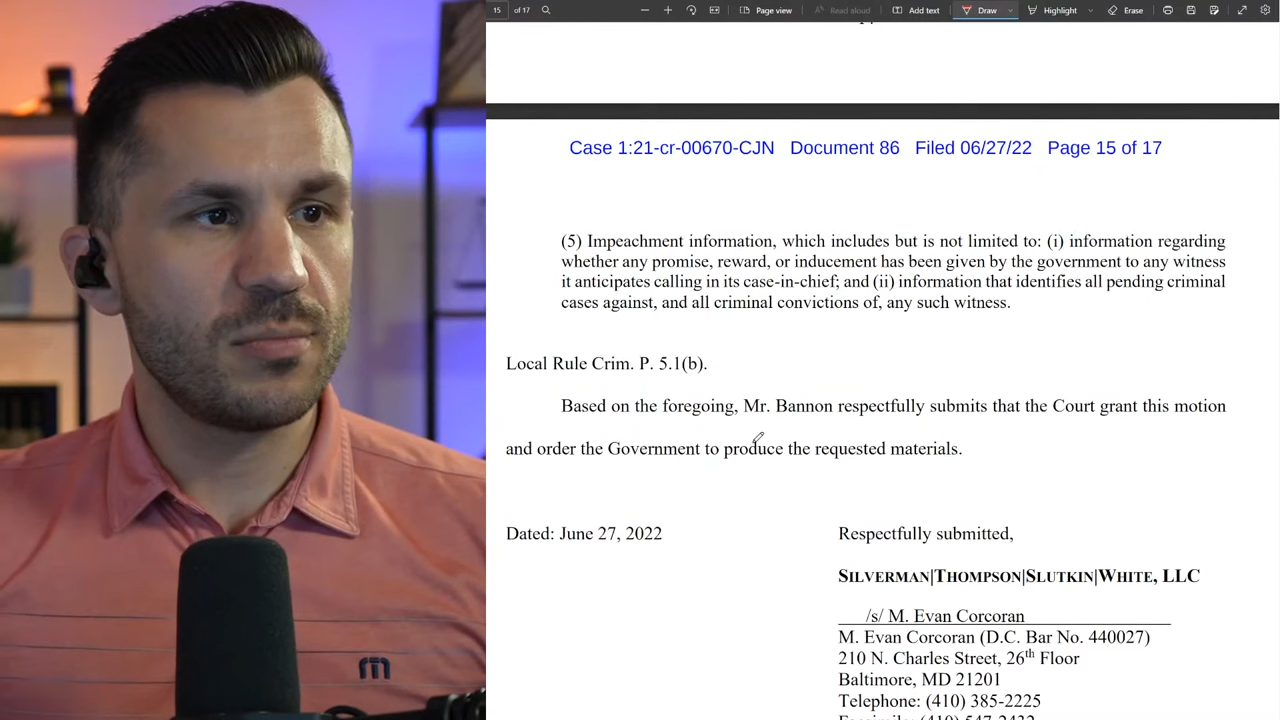 15 of 17 Page view Read aloud Add text Draw Highlight Erase
Case 1:21-cr-00670-CJN Document 86 Filed 06/27/22 Page 15 of 17
(5) Impeachment information, which includes but is not limited to: (i) information regarding
whether any promise, reward, or inducement has been given by the government to any witness
it anticipates calling in its case-in-chief; and (ii) information that identifies all pending criminal
cases against, and all criminal convictions of, any such witness.
Local Rule Crim. P. 5.1(b).
Based on the foregoing, Mr. Bannon respectfully submits that the Court grant this motion
and order the Government to produce the requested materials.
Dated: June 27, 2022
Respectfully submitted,
SILVERMAN|THOMPSON|SLUTKIN|WHITE, LLC
/s/ M. Evan Corcoran
M. Evan Corcoran (D.C. Bar No. 440027)
210 N. Charles Street, 26th Floor
Baltimore, MD 21201
Telephone: (410) 385-2225
Facsimile: (410) 547-2432